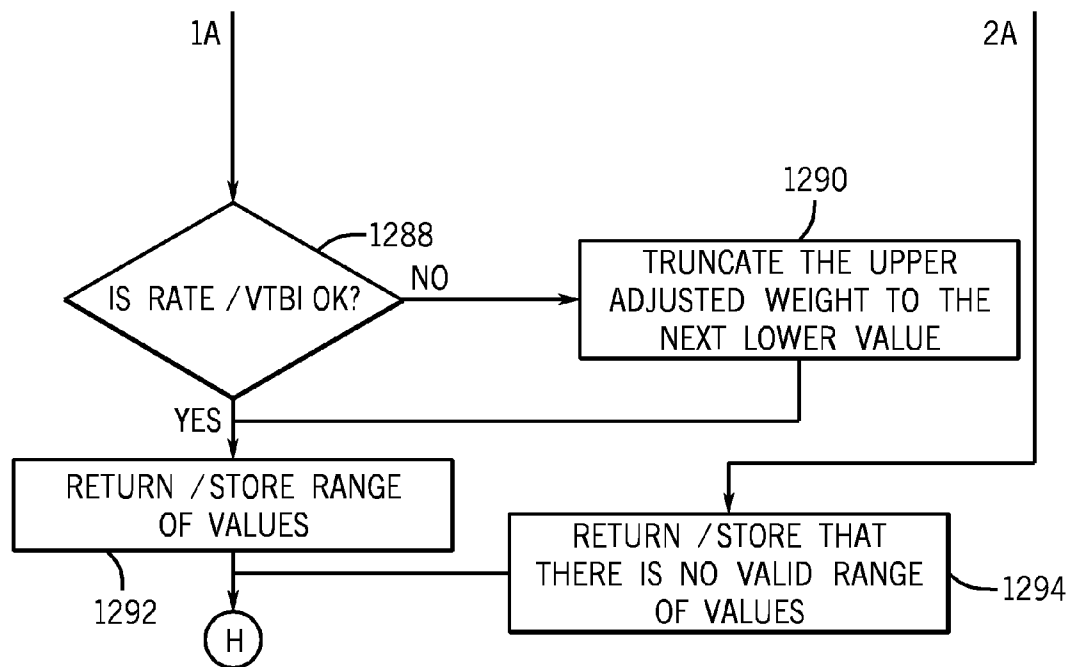 1A
2A
1288
IS RATE /VTBI OK?
NO
1290
TRUNCATE THE UPPER
ADJUSTED WEIGHT TO THE
NEXT LOWER VALUE
YES
RETURN /STORE RANGE
OF VALUES
1292
RETURN /STORE THAT
THERE IS NO VALID RANGE
OF VALUES
1294
H